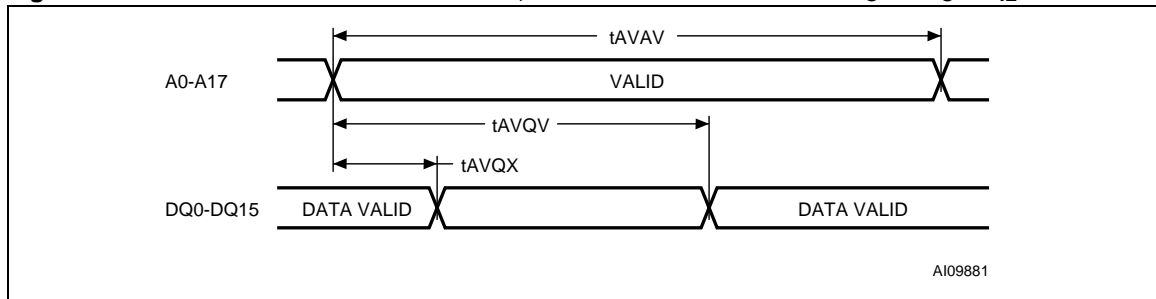 tAVAV
A0-A17 VALID
tAVQV
tAVQX
DQ0-DQ15 DATA VALID DATA VALID
AI09881